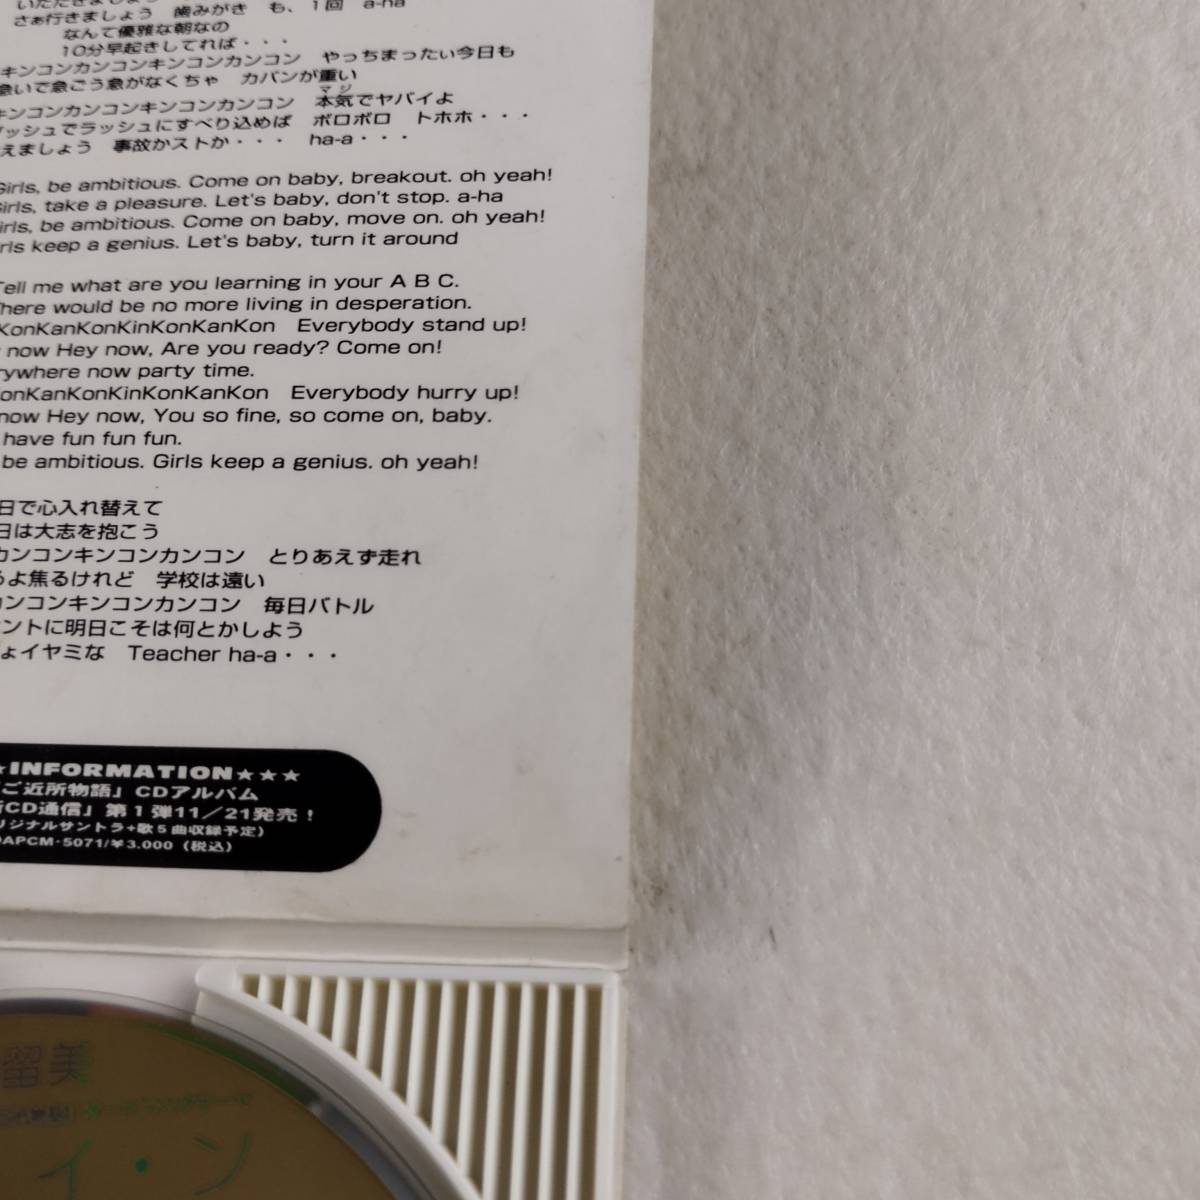 さぁ行きましょう　歯みがき　も、1回　a-ha
なんて優雅な朝なの
10分早起きしてれば・・・
キンコンカンコンキンコンカンコン　やっちまったい今日も
急いで急ごう急がなくちゃ　カバンが重い
マジ
キンコンカンコンキンコンカンコン　本気でヤバイよ
ッシュでラッシュにすべり込めば　ボロボロ　トホホ・・・
えましょう　事故かストか・・・　ha-a・・・
Girls, be ambitious. Come on baby, breakout. oh yeah!
irls, take a pleasure. Let's baby, don't stop. a-ha
irls, be ambitious. Come on baby, move on. oh yeah!
rls keep a genius. Let's baby, turn it around
Tell me what are you learning in your A B C.
There would be no more living in desperation.
KonKanKonKinKonKanKon　Everybody stand up!
now Hey now, Are you ready? Come on!
rywhere now party time.
onKanKonKinKonKanKon　Everybody hurry up!
now Hey now, You so fine, so come on, baby.
have fun fun fun.
be ambitious. Girls keep a genius. oh yeah!
日で心入れ替えて
日は大志を抱こう
カンコンキンコンカンコン　とりあえず走れ
るよ焦るけれど　学校は遠い
カンコンキンコンカンコン　毎日バトル
ントに明日こそは何とかしよう
ょイヤミな　Teacher ha-a・・・
★INFORMATION★★★
「ご近所物語」CDアルバム
CD通信」第1弾11／21発売！
リジナルサントラ+歌5曲収録予定）
APCM-5071/¥3.000（税込）
留美
イ・ン